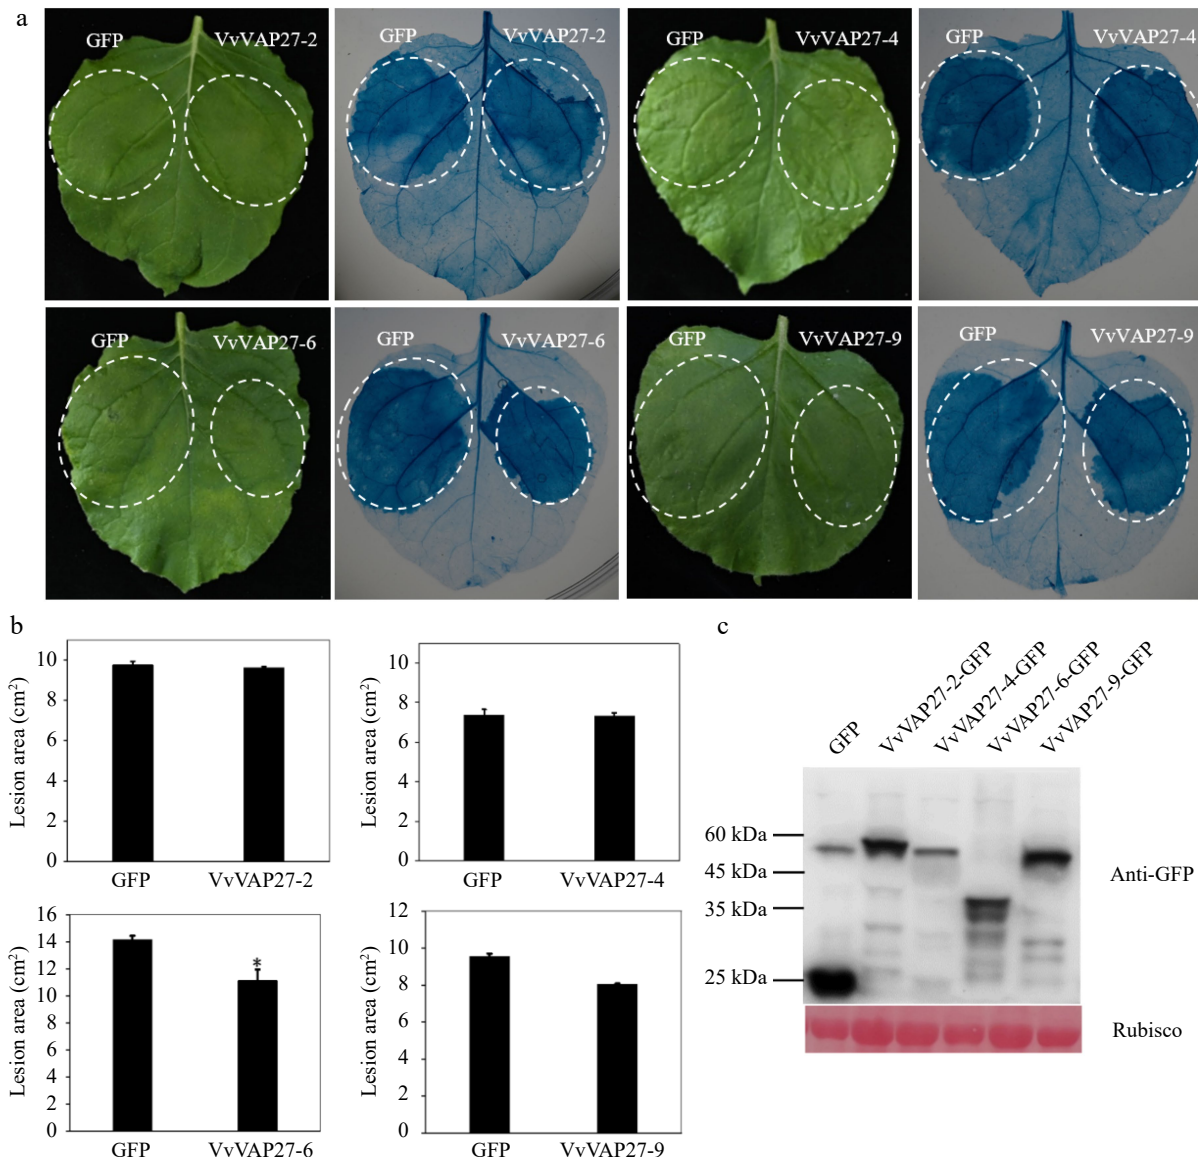 a
GFP VvVAP27-2 GFP VvVAP27-2 GFP VvVAP27-4 GFP VvVAP27-4
GFP VvVAP27-6 GFP VvVAP27-6 GFP VvVAP27-9 GFP VvVAP27-9
b
Lesion area (cm²)
10
8
6
4
2
0
GFP VvVAP27-2
Lesion area (cm²)
10
8
6
4
2
0
GFP VvVAP27-4
Lesion area (cm²)
16
14
12
10
8
6
4
2
0
*
GFP VvVAP27-6
Lesion area (cm²)
12
10
8
6
4
2
0
GFP VvVAP27-9
c
GFP
VvVAP27-2-GFP
VvVAP27-4-GFP
VvVAP27-6-GFP
VvVAP27-9-GFP
60 kDa
45 kDa
35 kDa
25 kDa
Anti-GFP
Rubisco